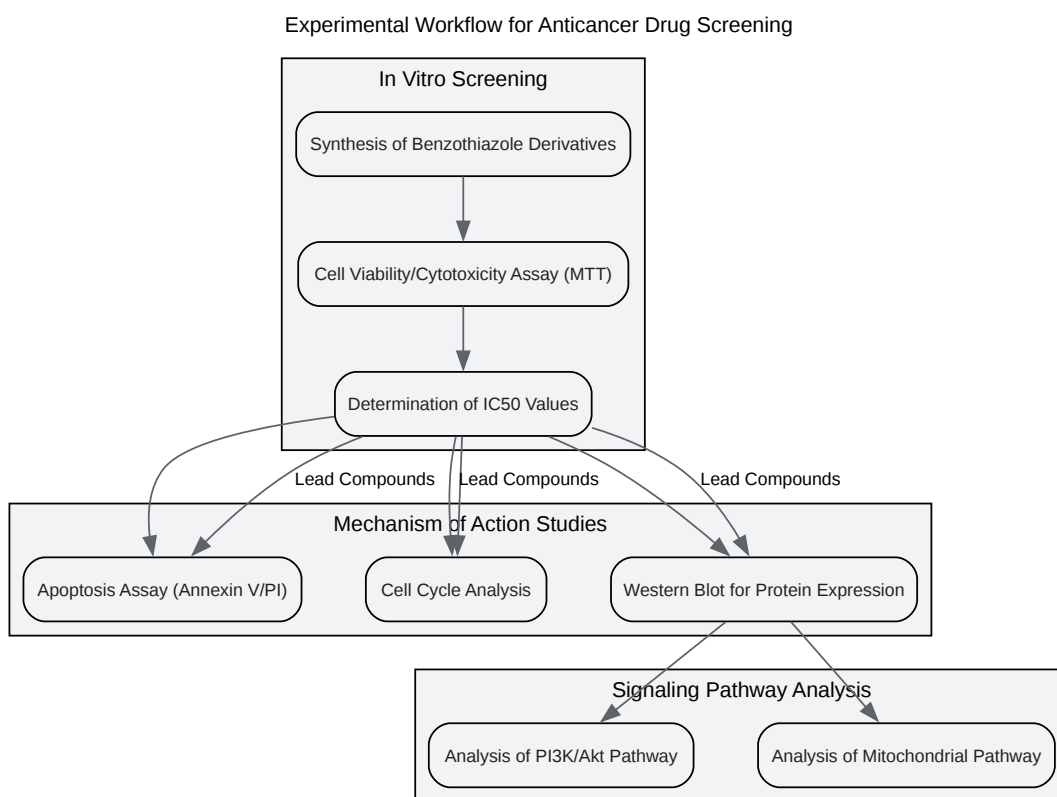 Experimental Workflow for Anticancer Drug Screening
In Vitro Screening
Synthesis of Benzothiazole Derivatives
Cell Viability/Cytotoxicity Assay (MTT)
Determination of IC50 Values
Lead Compounds
Lead Compounds
Lead Compounds
Mechanism of Action Studies
Apoptosis Assay (Annexin V/PI)
Cell Cycle Analysis
Western Blot for Protein Expression
Signaling Pathway Analysis
Analysis of PI3K/Akt Pathway
Analysis of Mitochondrial Pathway